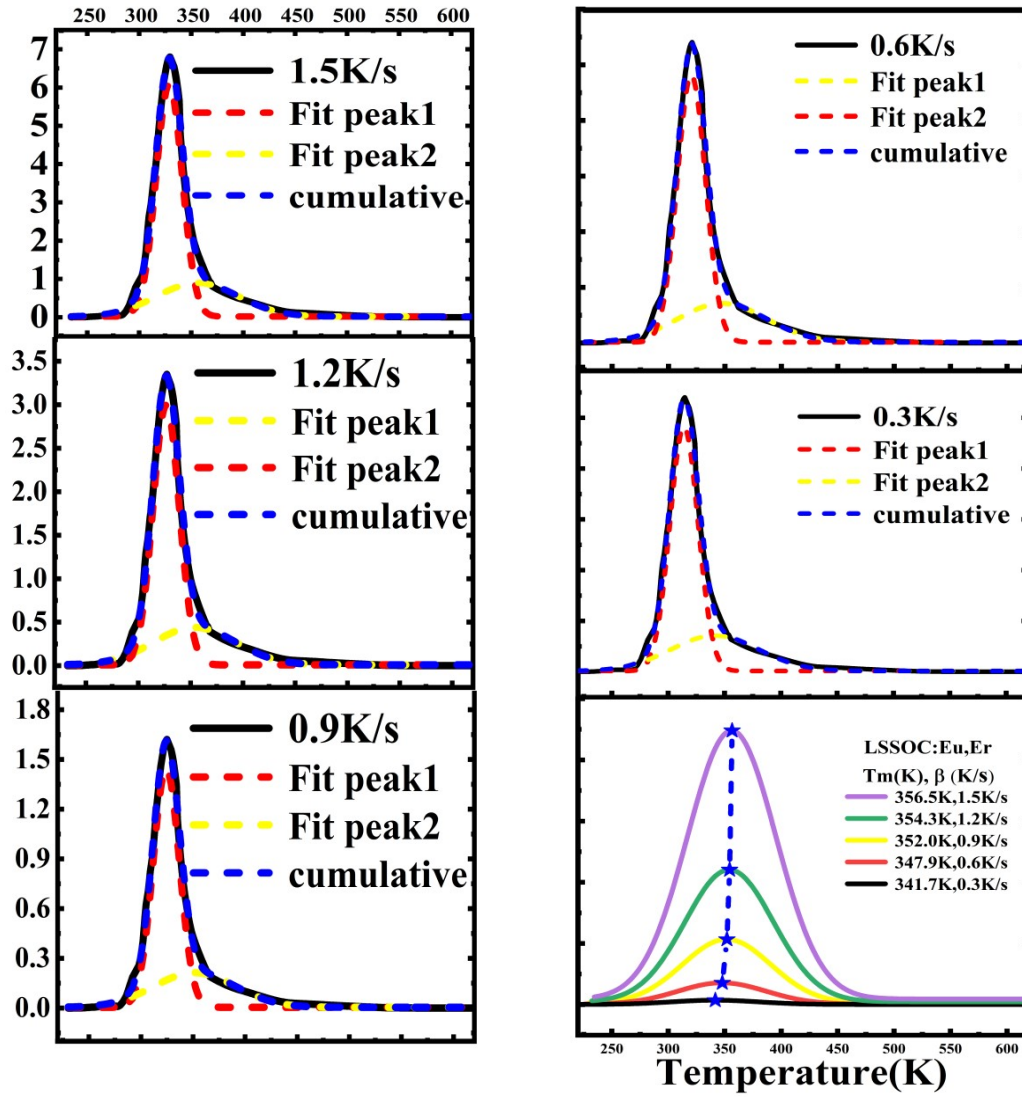 250 300 350 400 450 500 550 600
7
6
5
4
3
2
1
0
1.5K/s
Fit peak1
Fit peak2
cumulative
3.5
3.0
2.5
2.0
1.5
1.0
0.5
0.0
1.2K/s
Fit peak1
Fit peak2
cumulative
1.8
1.5
1.2
0.9
0.6
0.3
0.0
0.9K/s
Fit peak1
Fit peak2
cumulative
0.6K/s
Fit peak1
Fit peak2
cumulative
0.3K/s
Fit peak1
Fit peak2
cumulative
LSSOC:Eu,Er
Tm(K), β (K/s)
356.5K,1.5K/s
354.3K,1.2K/s
352.0K,0.9K/s
347.9K,0.6K/s
341.7K,0.3K/s
250 300 350 400 450 500 550 600
Temperature(K)